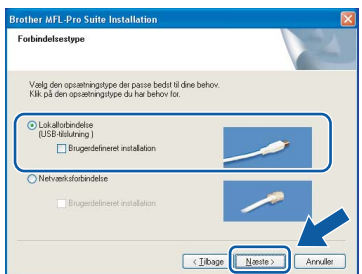 Brother MFL-Pro Suite Installation
Forbindelsestype
Vælg den opsætningstype der passe bedst til dine behov.
Klik på den opsætningstype du har behov for.
Lokalforbindelse
(USB-tilslutning )
Brugerdefineret installation
Netværksforbindelse
Brugerdefineret installation
< Tilbage
Næste >
Annuller